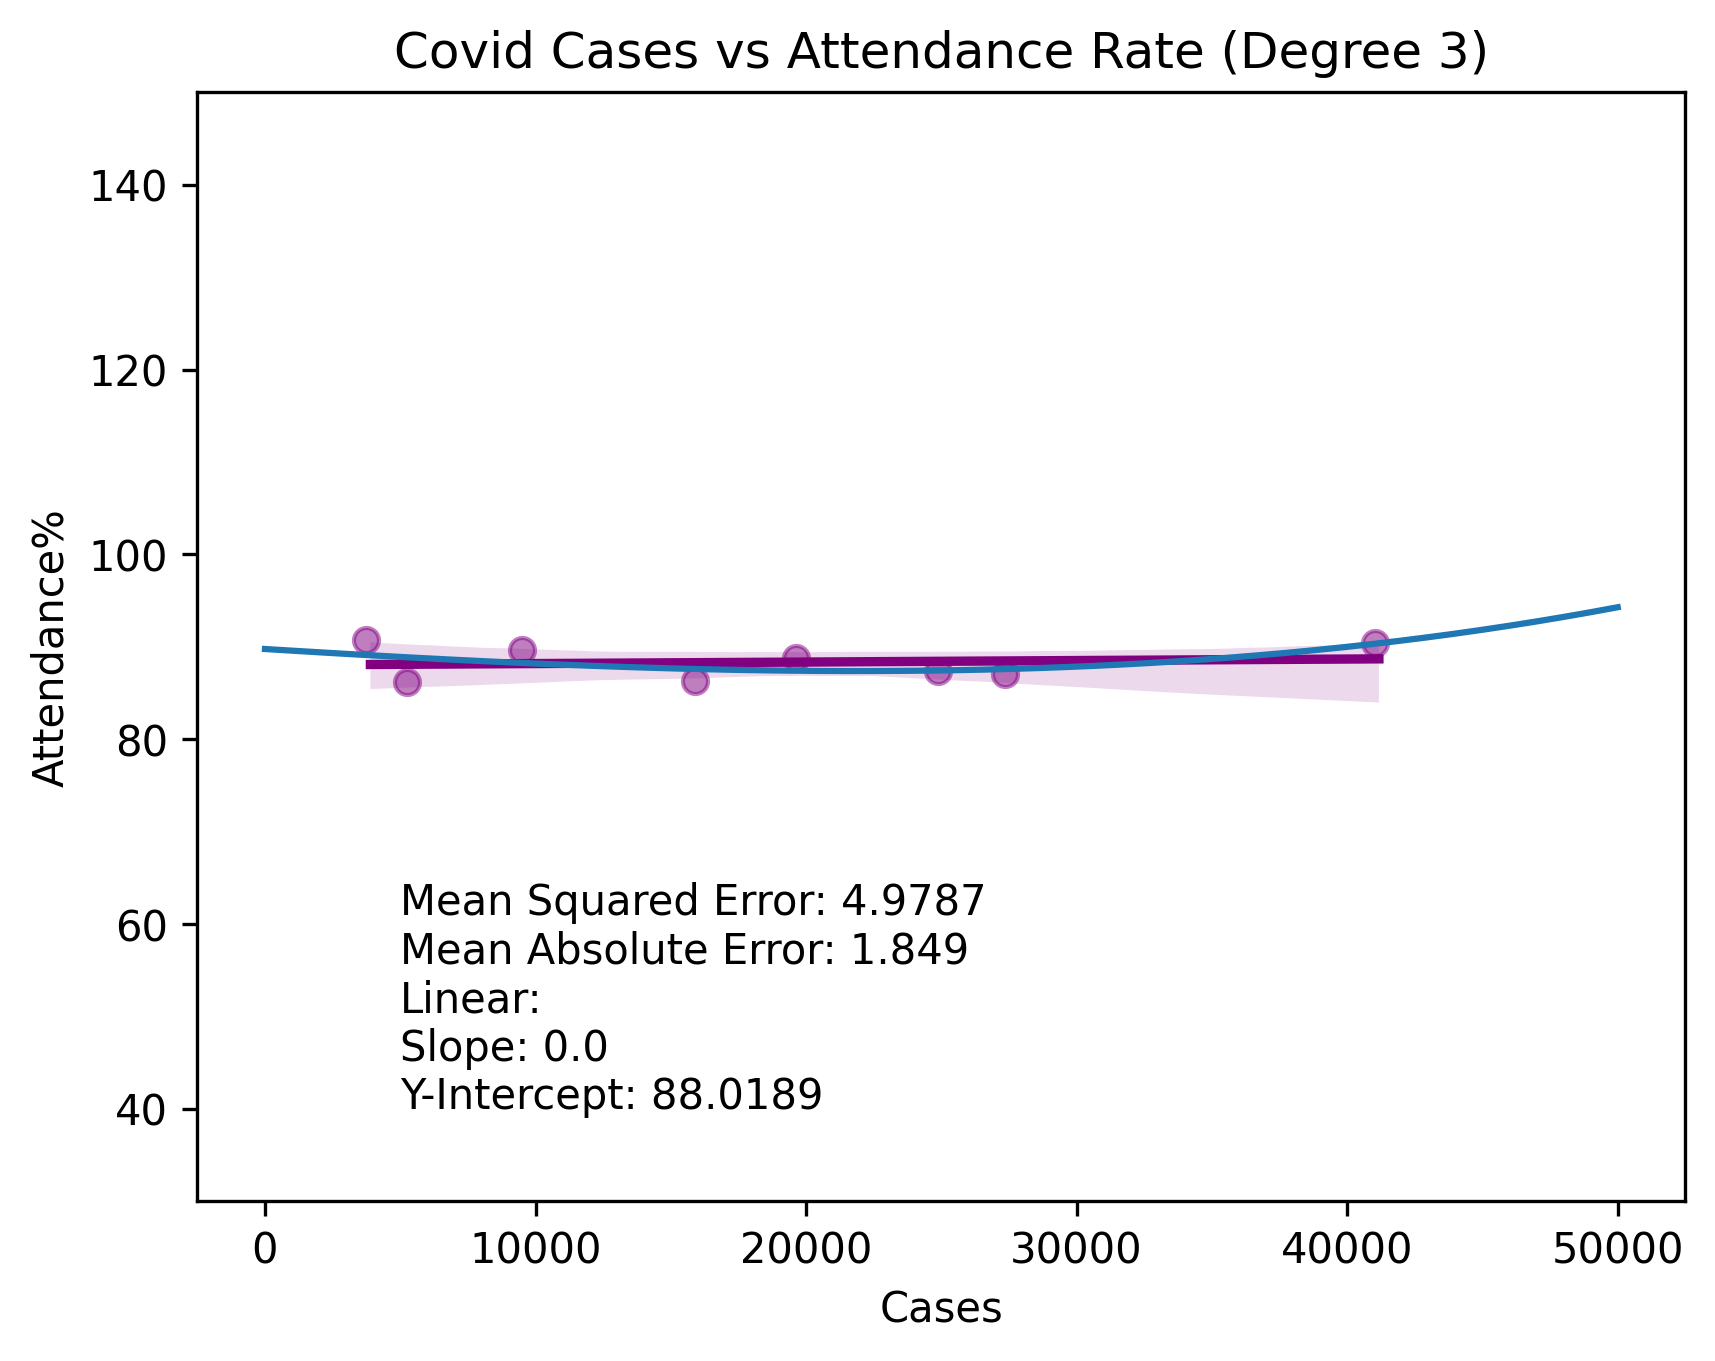 Covid Cases vs Attendance Rate (Degree 3)
140
120
100
80
60
40
Attendance%
Mean Squared Error: 4.9787
Mean Absolute Error: 1.849
Linear:
Slope: 0.0
Y-Intercept: 88.0189
0 10000 20000 30000 40000 50000
Cases